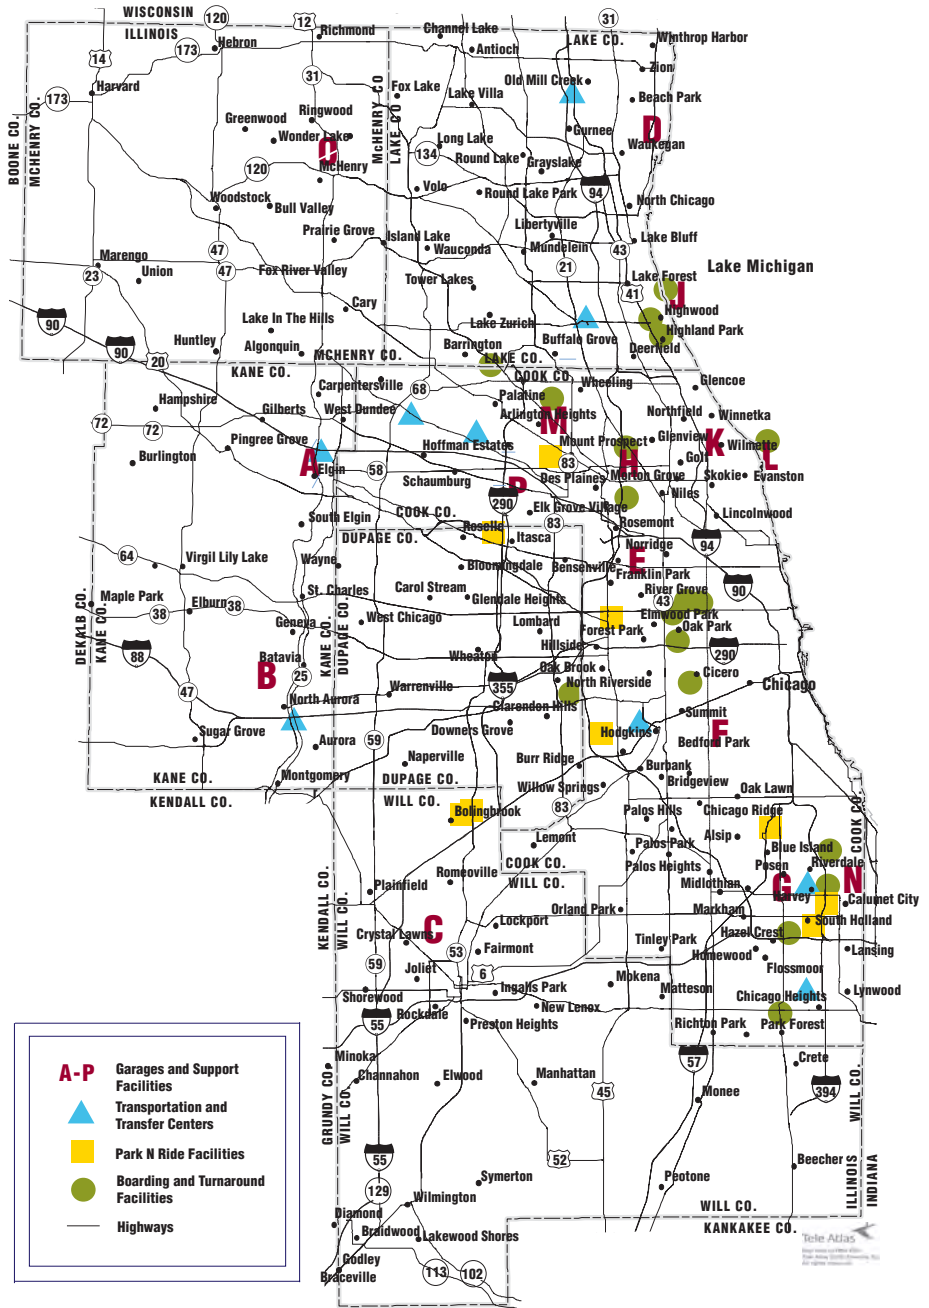 WISCONSIN
ILLINOIS
120
12
31
Richmond
Channel Lake
LAKE CO.
Winthrop Harbor
173
Hebron
Antioch
14
Zion
31
Old Mill Creek
Harvard
MCHENRY CO
LAKE CO.
Fox Lake
Lake Villa
Beach Park
173
BOONE CO.
MCHENRY CO.
Ringwood
Greenwood
Wonder Lake
Gurnee
D
Long Lake
134
Round Lake
Grayslake
Waukegan
O
McHenry
120
Volo
Round Lake Park
94
Woodstock
Bull Valley
North Chicago
Libertyville
Prairie Grove
Island Lake
Wauconda
Mundelein
43
Lake Bluff
47
Marengo
23
Union
47
Fox River Valley
21
Lake Michigan
Tower Lakes
Lake Forest
41
J
Cary
Highwood
90
Lake In The Hills
Lake Zurich
Highland Park
Huntley
Algonquin
Barrington
Buffalo Grove
Deerfield
90
20
MCHENRY CO.
KANE CO.
LAKE CO.
COOK CO.
Carpentersville
68
Wheeling
Glencoe
Hampshire
Palatine
Gilberts
West Dundee
Arlington Heights
M
Northfield
Winnetka
72
72
Pingree Grove
Hoffman Estates
Mount Prospect
Glenview
K
Wilmette
Burlington
A
Elgin
58
83
H
Golf
L
Schaumburg
Des Plaines
Morton Grove
Skokie
Evanston
P
290
Niles
South Elgin
COOK CO.
DUPAGE CO.
Elk Grove Village
83
Lincolnwood
Roselle
Itasca
Rosemont
94
64
Virgil Lily Lake
Wayne
Norridge
Bloomingdale
Bensenville
E
Franklin Park
90
Maple Park
St. Charles
Carol Stream
Glendale Heights
River Grove
43
38
Elburn
38
West Chicago
Elmwood Park
DEKALB CO.
KANE CO.
Geneva
KANE CO.
DUPAGE CO.
Lombord
Forest Park
Oak Park
88
Hillside
290
Batavia
Wheaton
Oak Brook
B
25
355
North Riverside
Cicero
Chicago
47
North Aurora
Warrenville
Clarendon Hills
Summit
Sugar Grove
Aurora
59
Downers Grove
Hodgkins
F
Bedford Park
Naperville
Burr Ridge
Burbank
KANE CO.
KENDALL CO.
Montgomery
DUPAGE CO.
WILL CO.
Willow Springs
Bridgeview
Oak Lawn
83
Bolingbrook
Palos Hills
Chicago Ridge
COOK CO.
Lemont
Palos Park
Alsip
Blue Island
Palos Heights
Posen
Riverdale
COOK CO.
WILL CO.
KENDALL CO.
WILL CO.
Plainfield
Romeoville
Midlothian
G
Harvey
N
Calumet City
Orland Park
Markham
South Holland
Lockport
C
Crystal Lawns
Hazel Crest
Tinley Park
Lansing
53
Fairmont
Homewood
59
Joliet
6
Flossmoor
Mokena
Shorewood
Ingalls Park
Matteson
Chicago Heights
Lynwood
55
Rockdale
New Lenox
Preston Heights
Richton Park
Park Forest
Minoka
57
Crete
Channahon
Elwood
Manhattan
45
Monee
394
GRUNDY CO.
WILL CO.
WILL CO.
55
52
Beecher
129
Symerton
Peotone
ILLINOIS
INDIANA
Diamond
Wilmington
WILL CO.
KANKAKEE CO.
Braidwood
Lakewood Shores
Godley
113
102
Braceville
A-P
Garages and Support
Facilities
Transportation and
Transfer Centers
Park N Ride Facilities
Boarding and Turnaround
Facilities
Highways
Tele Atlas